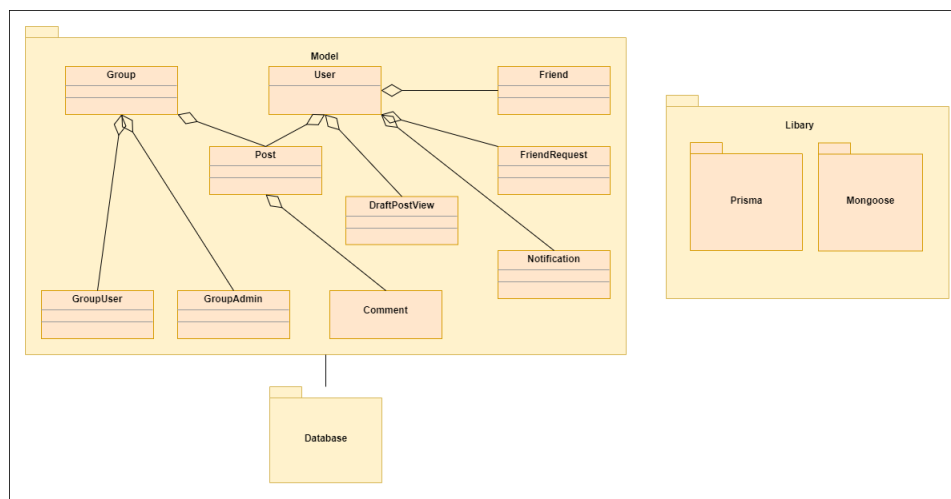 Model
Group
User
Friend
Libary
Post
FriendRequest
Prisma
Mongoose
DraftPostView
Notification
GroupUser
GroupAdmin
Comment
Database